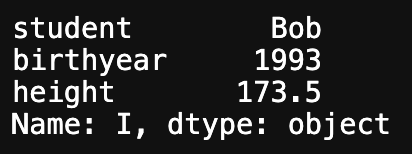 student          Bob
birthyear       1993
height         173.5
Name: I, dtype: object